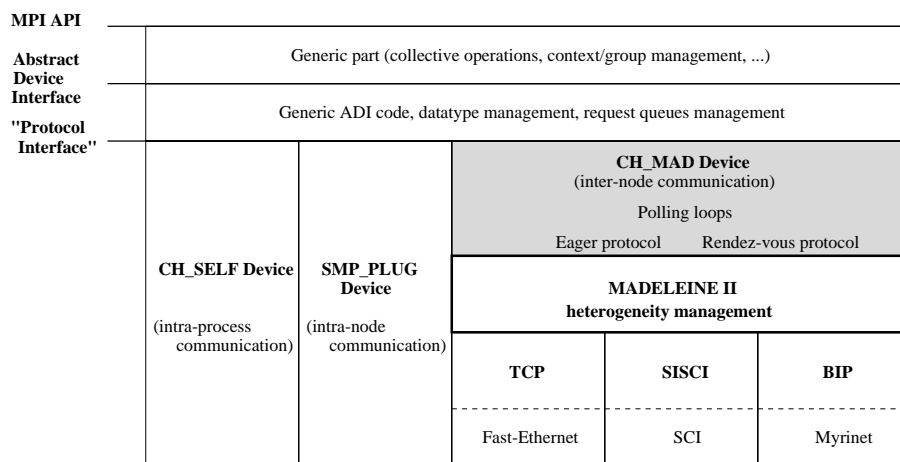 MPI API
Generic part (collective operations, context/group management, ...)
Abstract
Device
Interface
Generic ADI code, datatype management, request queues management
"Protocol
Interface"
CH_MAD Device
(inter-node communication)
Polling loops
Eager protocol Rendez-vous protocol
CH_SELF Device
(intra-process
communication)
SMP_PLUG
Device
(intra-node
communication)
MADELEINE II
heterogeneity management
TCP SISCI BIP
Fast-Ethernet SCI Myrinet